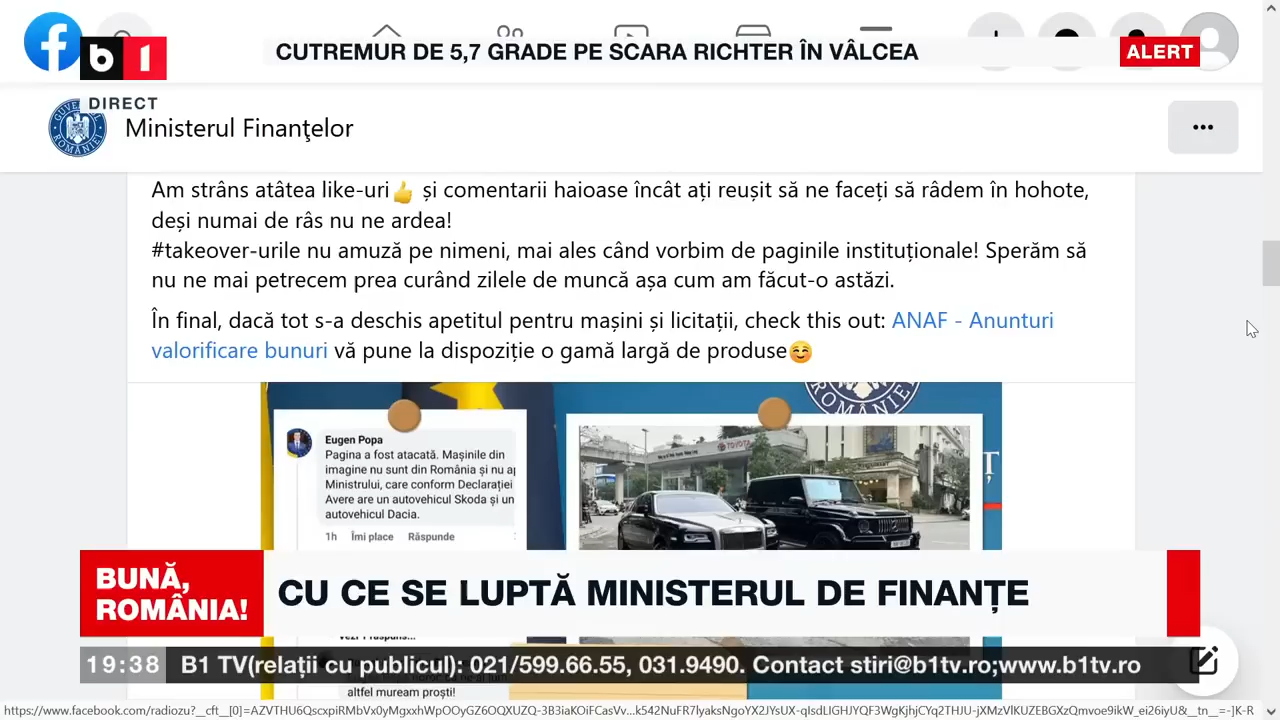 b1
CUTREMUR DE 5,7 GRADE PE SCARA RICHTER ÎN VÂLCEA
ALERT
DIRECT
Ministerul Finanţelor
Am strâns atâtea like-uri👍 și comentarii haioase încât ați reușit să ne faceți să râdem în hohote,
deși numai de râs nu ne ardea!
#takeover-urile nu amuză pe nimeni, mai ales când vorbim de paginile instituționale! Sperăm să
nu ne mai petrecem prea curând zilele de muncă așa cum am făcut-o astăzi.
În final, dacă tot s-a deschis apetitul pentru mașini și licitații, check this out: ANAF - Anunturi
valorificare bunuri vă pune la dispoziție o gamă largă de produse😊
ROMÂNIEI
Eugen Popa
Pagina a fost atacată. Mașinile din
imagine nu sunt din România și nu ap
Ministrului, care conform Declarației
Avere are un autovehicul Skoda și un
autovehicul Dacia.
1h Îmi place Răspunde
TOYOTA
BUNĂ,
ROMÂNIA!
CU CE SE LUPTĂ MINISTERUL DE FINANȚE
19:38 B1 TV(relații cu publicul): 021/599.66.55, 031.9490. Contact stiri@b1tv.ro;www.b1tv.ro
altfel muream proști!